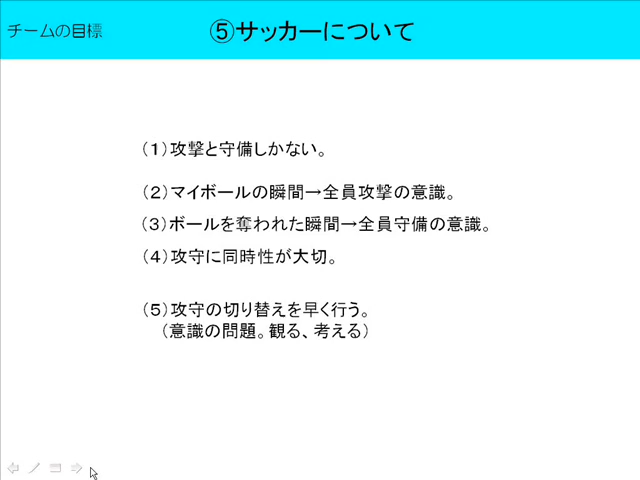 チームの目標
⑤サッカーについて
（1）攻撃と守備しかない。
（2）マイボールの瞬間→全員攻撃の意識。
（3）ボールを奪われた瞬間→全員守備の意識。
（4）攻守に同時性が大切。
（5）攻守の切り替えを早く行う。
（意識の問題。観る、考える）